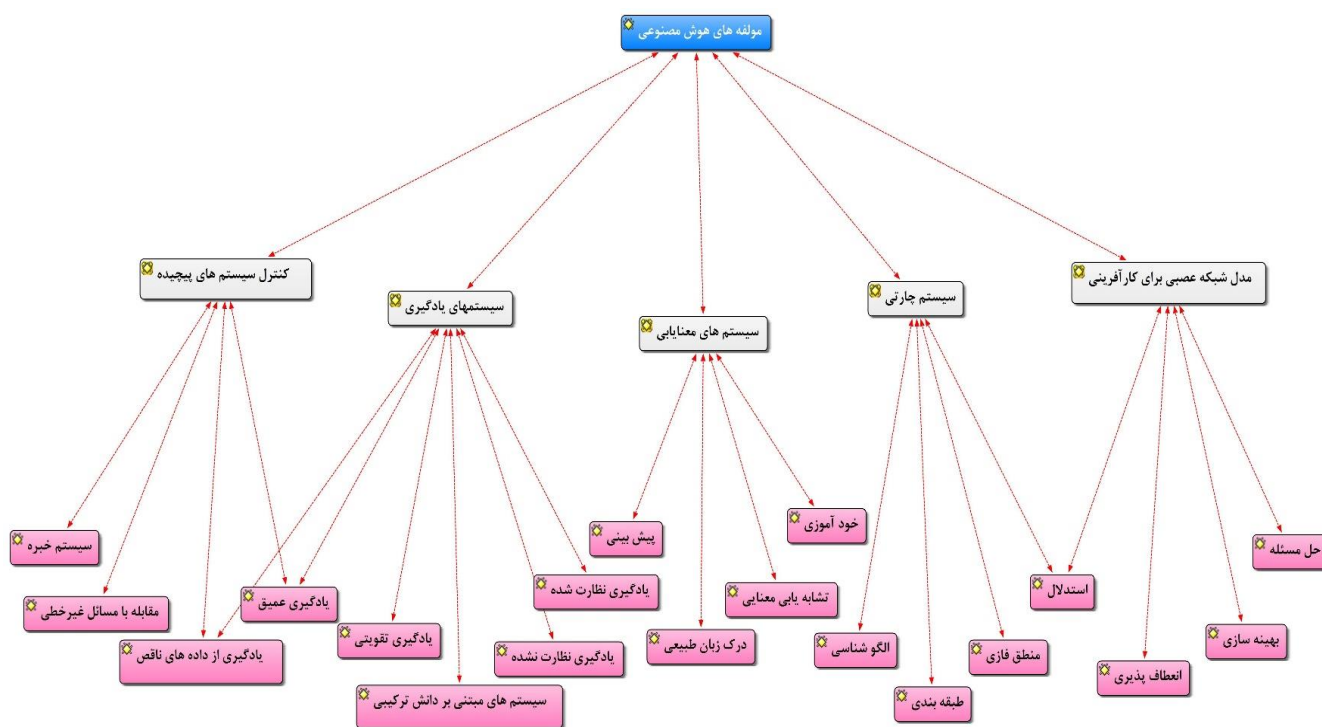 مولفه های هوش مصنوعی
مدل شبکه عصبی برای کارآفرینی
سیستم چارتی
سیستم های معنایابی
سیستمهای یادگیری
کنترل سیستم های پیچیده
حل مسئله
بهینه سازی
انعطاف پذیری
استدلال
منطق فازی
طبقه بندی
الگو شناسی
خود آموزی
تشابه یابی معنایی
درک زبان طبیعی
پیش بینی
یادگیری نظارت شده
یادگیری نظارت نشده
سیستم های مبتنی بر دانش ترکیبی
یادگیری تقویتی
یادگیری عمیق
یادگیری از داده های ناقص
مقابله با مسائل غیرخطی
سیستم خبره